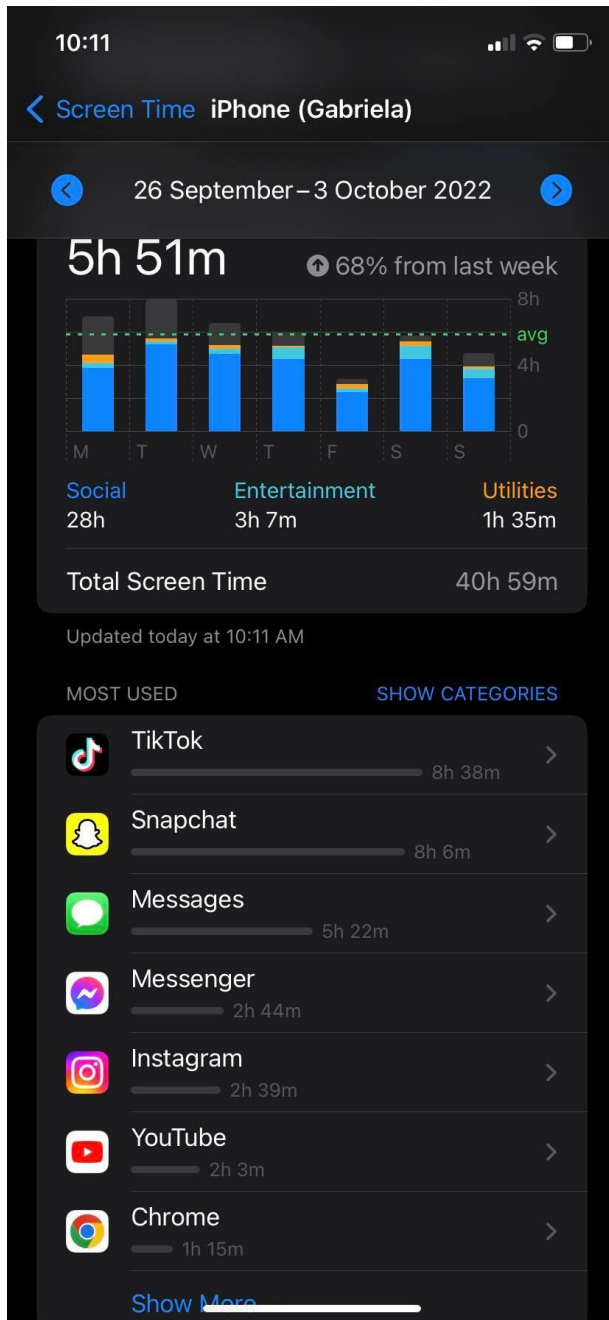 10:11
Screen Time iPhone (Gabriela)
26 September–3 October 2022
5h 51m 68% from last week
8h
avg
4h
0
M T W T F S S
Social Entertainment Utilities
28h 3h 7m 1h 35m
Total Screen Time 40h 59m
Updated today at 10:11 AM
MOST USED SHOW CATEGORIES
TikTok
8h 38m
Snapchat
8h 6m
Messages
5h 22m
Messenger
2h 44m
Instagram
2h 39m
YouTube
2h 3m
Chrome
1h 15m
Show More